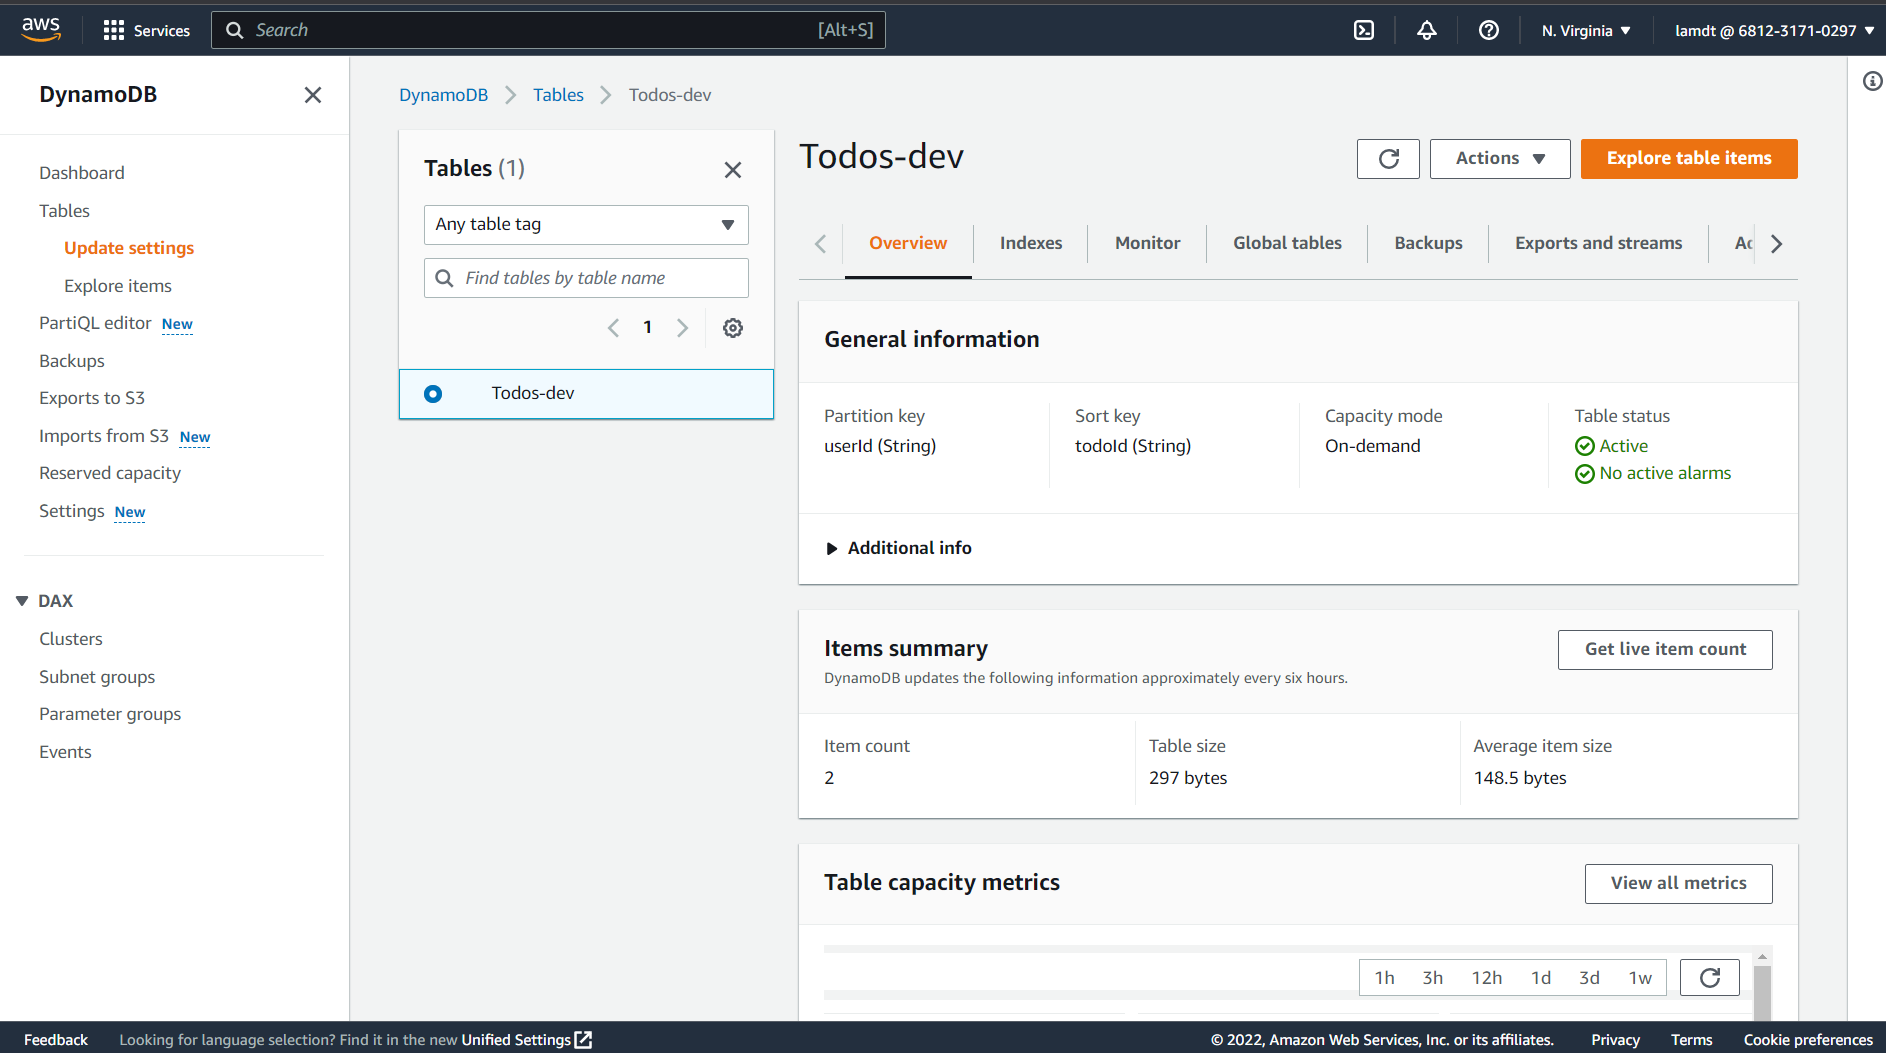 aws
Services
Search
[Alt+S]
N. Virginia
lamdt @ 6812-3171-0297
DynamoDB
Dashboard
Tables
Update settings
Explore items
PartiQL editor New
Backups
Exports to S3
Imports from S3 New
Reserved capacity
Settings New
DAX
Clusters
Subnet groups
Parameter groups
Events
DynamoDB Tables Todos-dev
Tables (1)
Any table tag
Find tables by table name
1
Todos-dev
Todos-dev
Actions
Explore table items
Overview Indexes Monitor Global tables Backups Exports and streams
General information
Partition key
userId (String)
Sort key
todoId (String)
Capacity mode
On-demand
Table status
Active
No active alarms
Additional info
Items summary
DynamoDB updates the following information approximately every six hours.
Get live item count
Item count
2
Table size
297 bytes
Average item size
148.5 bytes
Table capacity metrics
View all metrics
1h 3h 12h 1d 3d 1w
Feedback Looking for language selection? Find it in the new Unified Settings
© 2022, Amazon Web Services, Inc. or its affiliates. Privacy Terms Cookie preferences